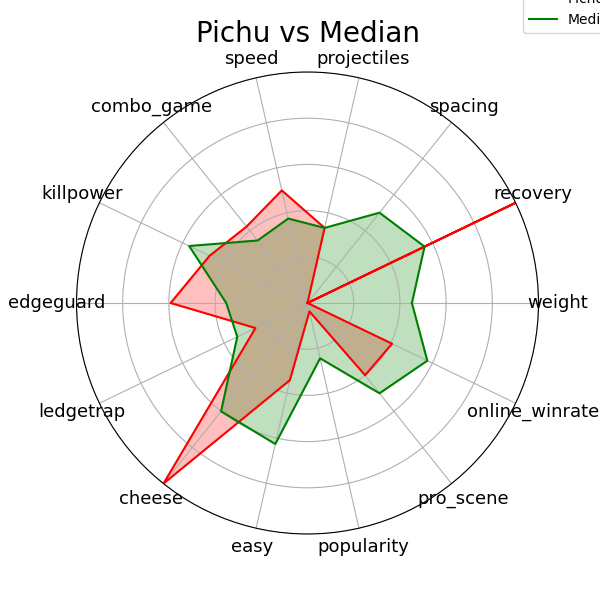 Pichu vs Median
speed
projectiles
combo_game
spacing
killpower
recovery
edgeguard
weight
ledgetrap
online_winrate
cheese
pro_scene
easy
popularity